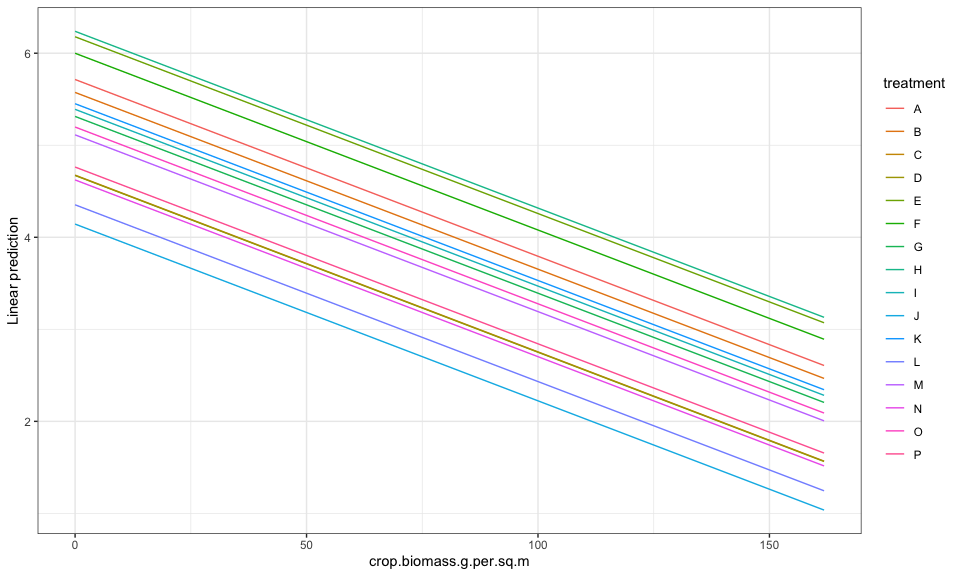 6
4
2
Linear prediction
0
50
100
150
crop.biomass.g.per.sq.m
treatment
A
B
C
D
E
F
G
H
I
J
K
L
M
N
O
P